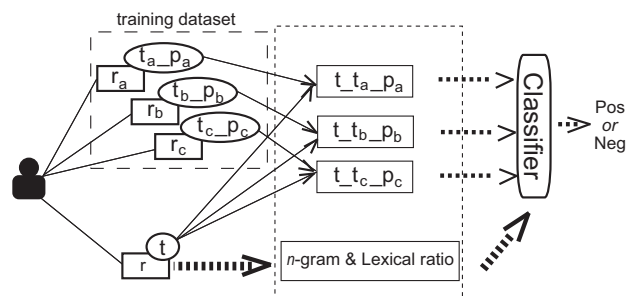 training dataset
t_a_p_a
r_a
t_b_p_b
r_b
t_c_p_c
r_c
t
r
t_t_a_p_a
t_t_b_p_b
t_t_c_p_c
n-gram & Lexical ratio
Classifier
Pos
or
Neg